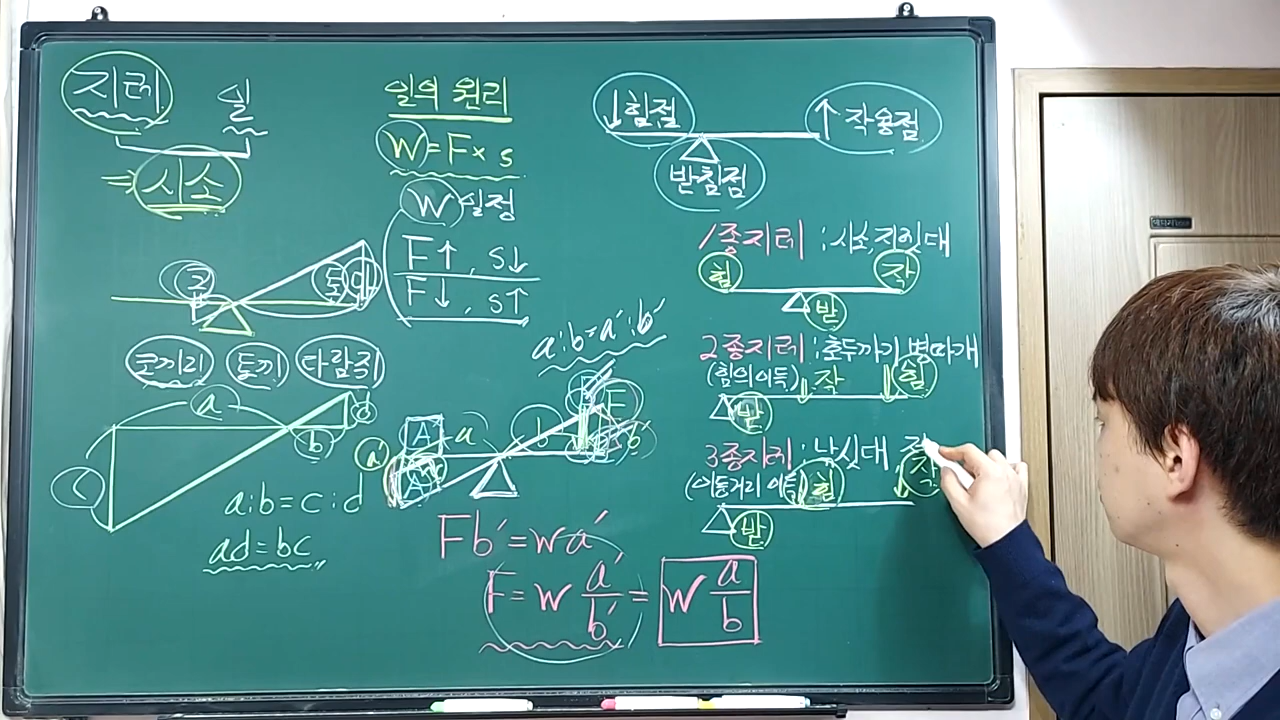 지레 일
⇒ 시소
곰 동이
코끼리 토끼 다람쥐
a
c b d
a:b=c:d
ad=bc
일의 원리
W=F×s
W 일정
F↑, s↓
F↓, s↑
a:b=a′:b′
A a b F
a′ A b′
Fb′=wa′
F=w a′/b′ = w a/b
↓힘점 ↑작용점
받침점
1종지레:시소, 지렛대
힘 작
받
2종지레:호두까기 병따개
(힘의 이득) 작 힘
받
3종지레:낚싯대
(이동거리 이득) 힘 작
받